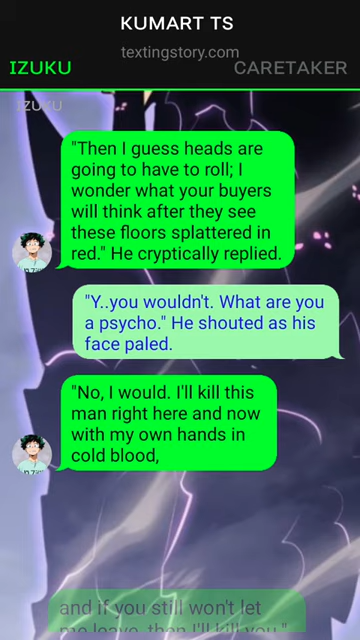 KUMART TS
textingstory.com
IZUKU
CARETAKER
IZUKU
"Then I guess heads are
going to have to roll; I
wonder what your buyers
will think after they see
these floors splattered in
red." He cryptically replied.
"Y..you wouldn't. What are you
a psycho." He shouted as his
face paled.
"No, I would. I'll kill this
man right here and now
with my own hands in
cold blood,
and if you still won't let
me leave, then I'll kill you."